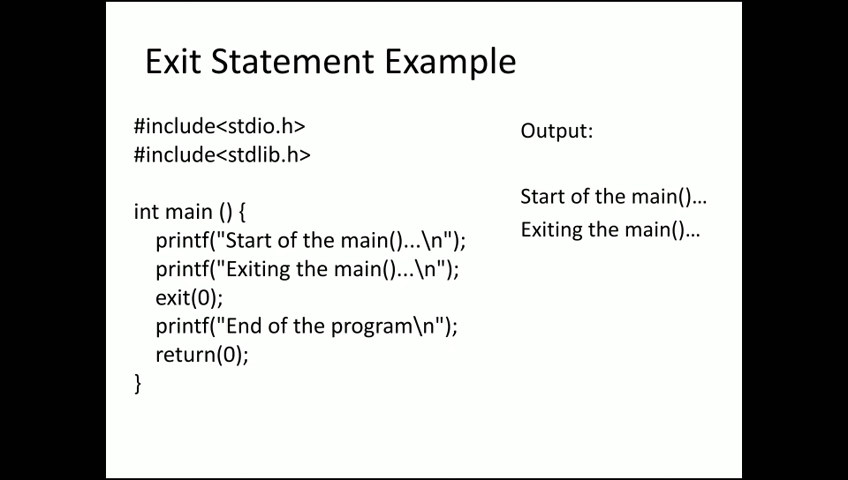 Exit Statement Example
#include<stdio.h>
#include<stdlib.h>
int main () {
printf("Start of the main()...\n");
printf("Exiting the main()...\n");
exit(0);
printf("End of the program\n");
return(0);
}
Output:
Start of the main()...
Exiting the main()...